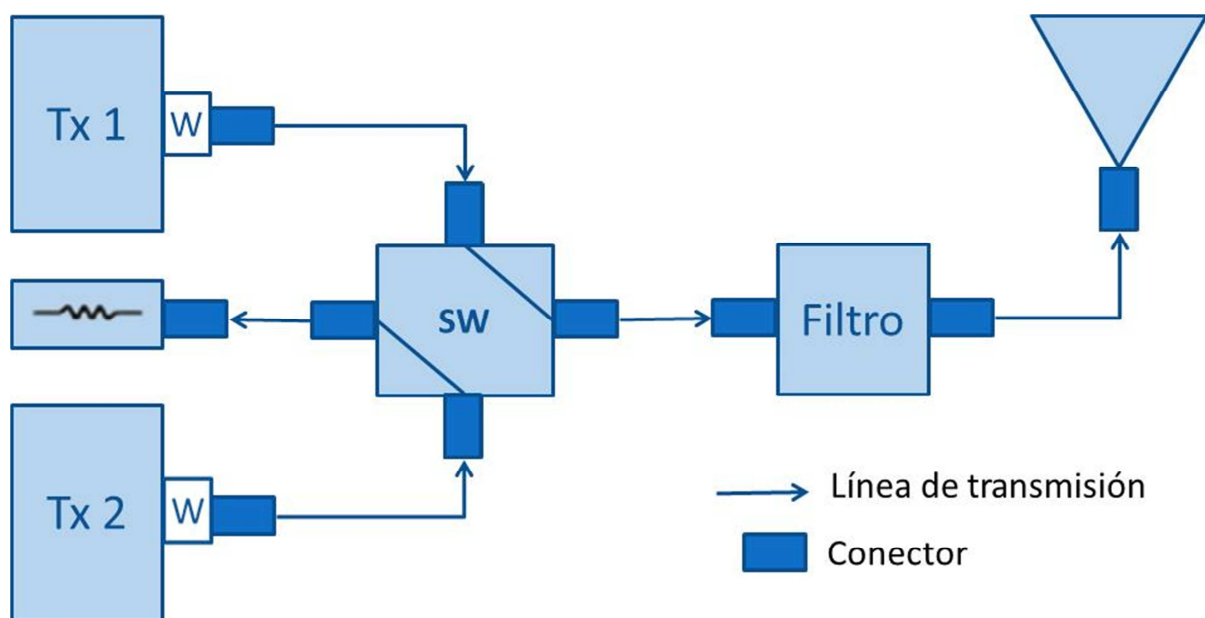 Tx 1
W
SW
Filtro
Tx 2
W
Línea de transmisión
Conector